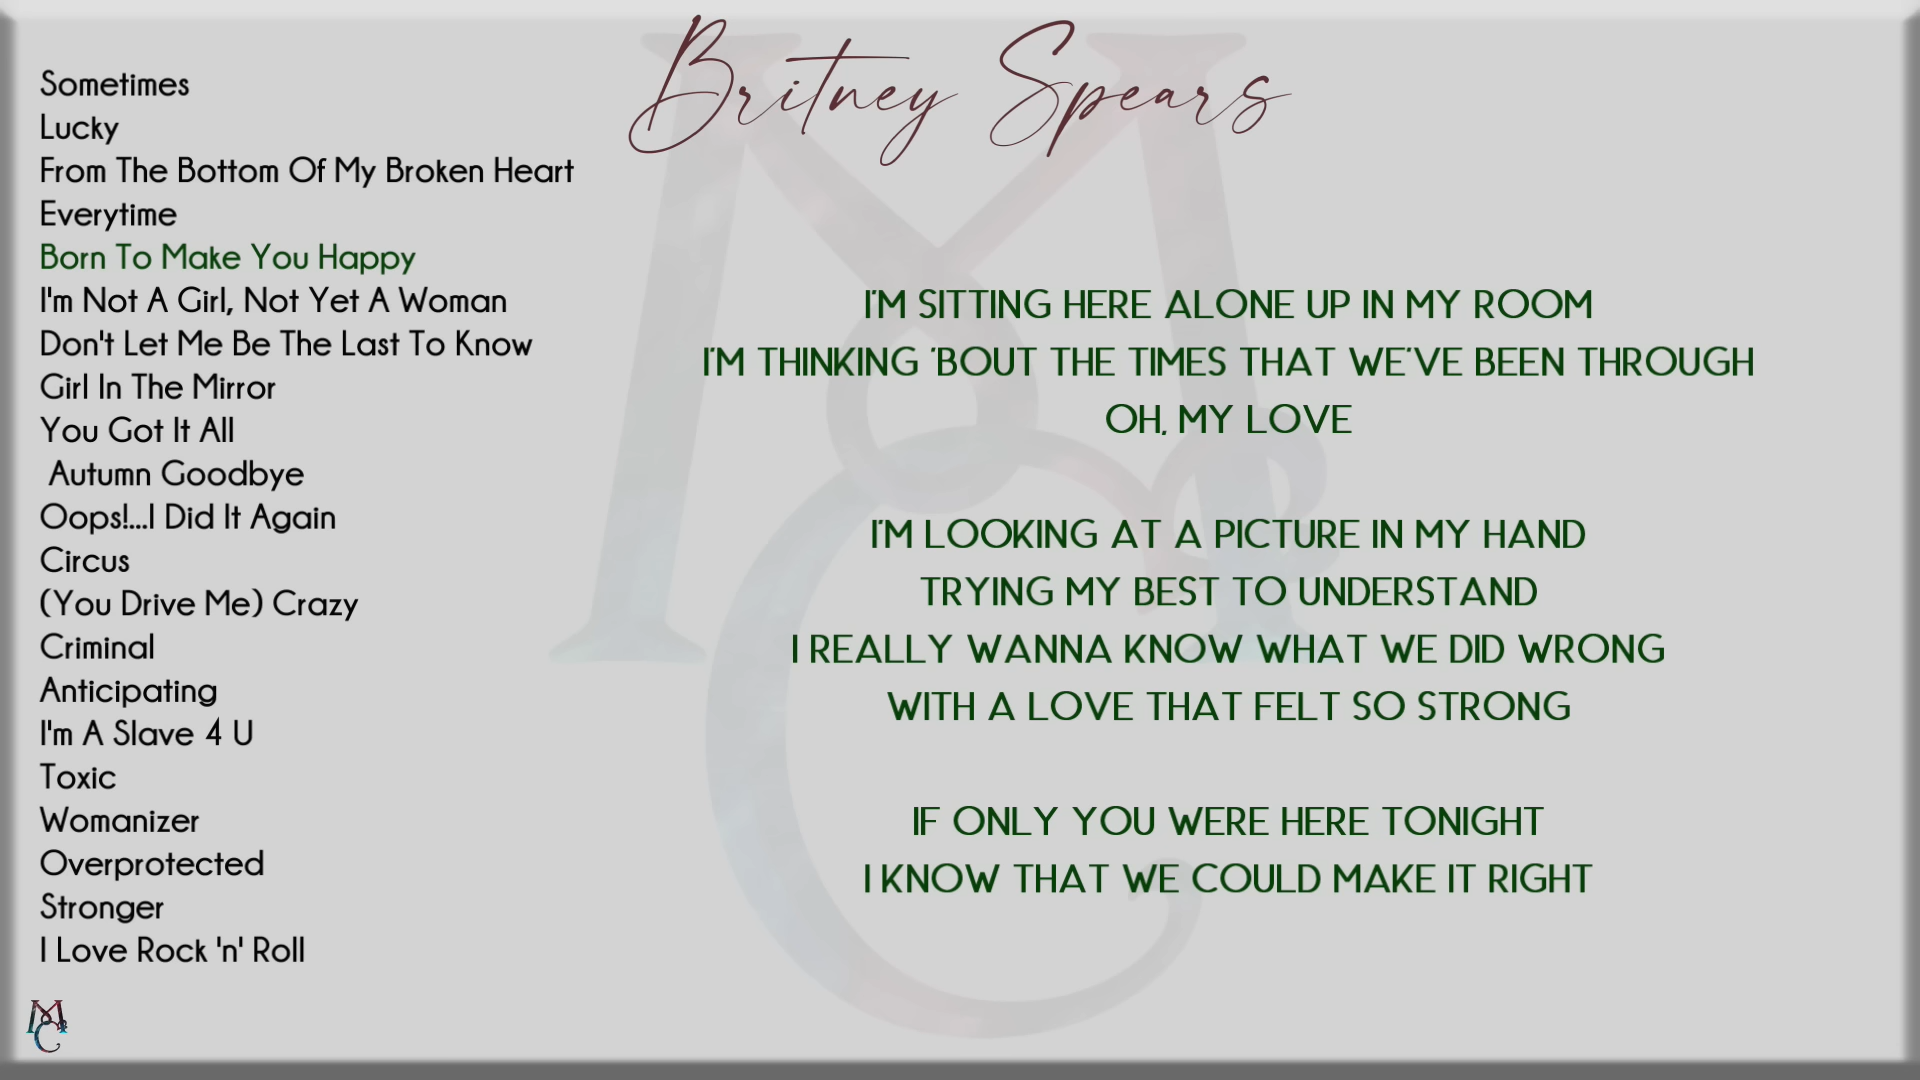 Britney Spears
Sometimes
Lucky
From The Bottom Of My Broken Heart
Everytime
Born To Make You Happy
I'm Not A Girl, Not Yet A Woman
Don't Let Me Be The Last To Know
Girl In The Mirror
You Got It All
Autumn Goodbye
Oops!...I Did It Again
Circus
(You Drive Me) Crazy
Criminal
Anticipating
I'm A Slave 4 U
Toxic
Womanizer
Overprotected
Stronger
I Love Rock 'n' Roll
I'M SITTING HERE ALONE UP IN MY ROOM
I'M THINKING 'BOUT THE TIMES THAT WE'VE BEEN THROUGH
OH, MY LOVE
I'M LOOKING AT A PICTURE IN MY HAND
TRYING MY BEST TO UNDERSTAND
I REALLY WANNA KNOW WHAT WE DID WRONG
WITH A LOVE THAT FELT SO STRONG
IF ONLY YOU WERE HERE TONIGHT
I KNOW THAT WE COULD MAKE IT RIGHT
MC